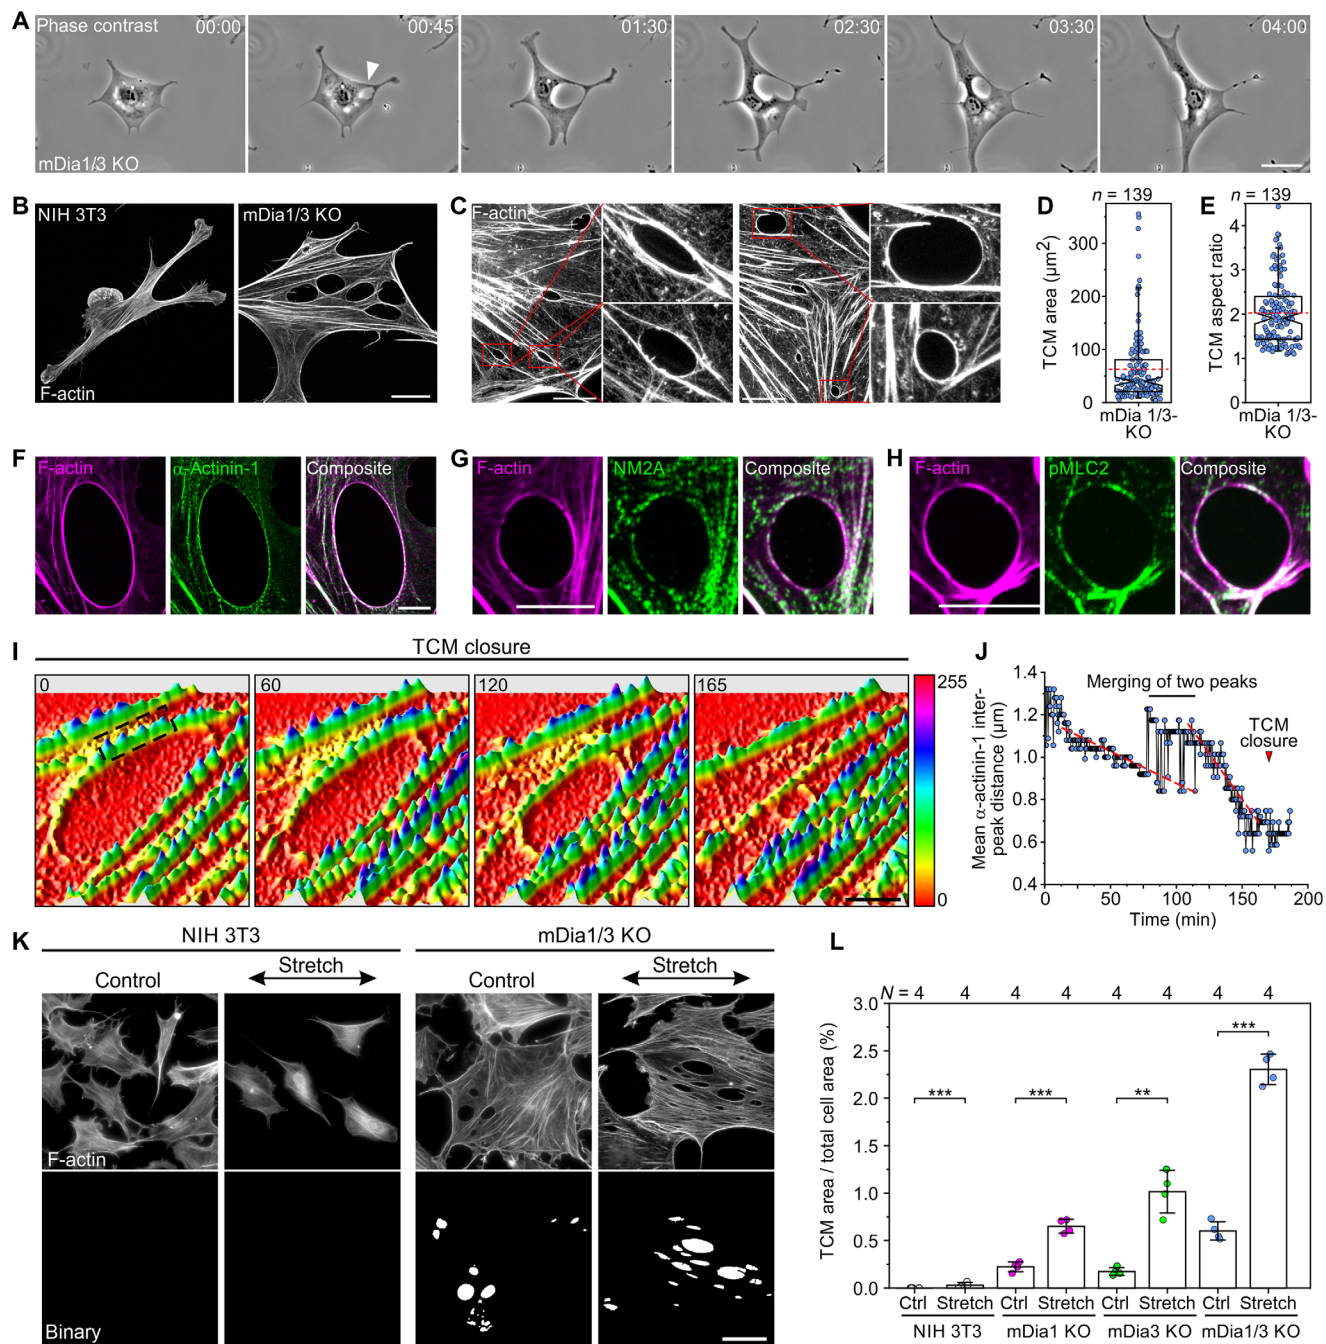 A
Phase contrast
00:00
00:45
01:30
02:30
03:30
04:00
mDia1/3 KO
B
NIH 3T3
mDia1/3 KO
F-actin
C
F-actin
D
n = 139
TCM area (µm2)
300
200
100
0
mDia 1/3-
KO
E
n = 139
TCM aspect ratio
4
3
2
1
0
mDia 1/3-
KO
F
F-actin
α-Actinin-1
Composite
G
F-actin
NM2A
Composite
H
F-actin
pMLC2
Composite
I
TCM closure
0
60
120
165
255
0
J
Mean α-actinin-1 inter-
peak distance (µm)
1.4
1.2
1.0
0.8
0.6
0.4
Merging of two peaks
TCM
closure
0
50
100
150
200
Time (min)
K
NIH 3T3
mDia1/3 KO
Control
Stretch
Control
Stretch
F-actin
Binary
L
N = 4 4 4 4 4 4 4 4
TCM area / total cell area (%)
3.0
2.5
2.0
1.5
1.0
0.5
0.0
***
***
**
***
Ctrl Stretch Ctrl Stretch Ctrl Stretch Ctrl Stretch
NIH 3T3 mDia1 KO mDia3 KO mDia1/3 KO